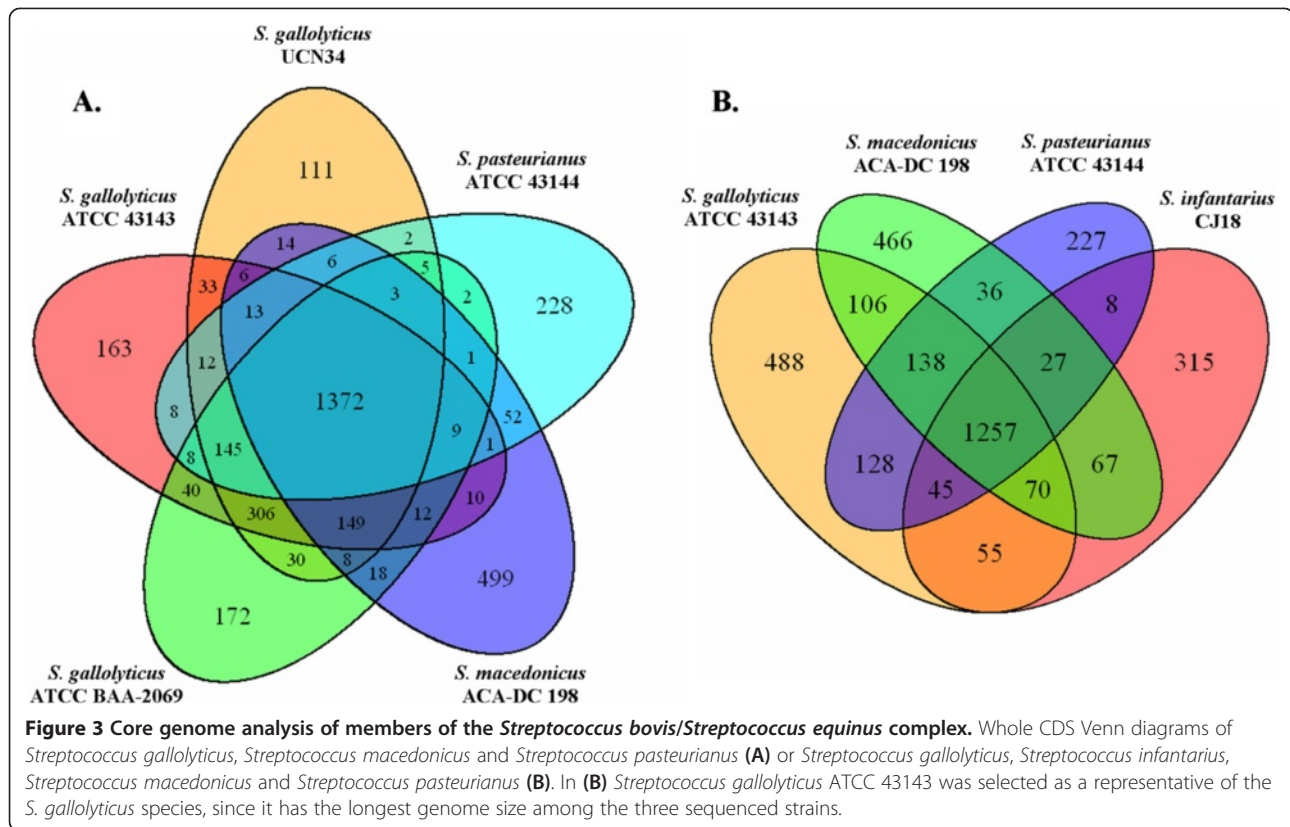 A.
S. gallolyticus
UCN34
S. pasteurianus
ATCC 43144
S. gallolyticus
ATCC 43143
111
14
2
6
5
33
6
3
2
228
13
163
12
1
1372
8
9
52
145
1
8
40
10
306
149
12
30
8
18
499
172
S. gallolyticus
ATCC BAA-2069
S. macedonicus
ACA-DC 198
B.
S. macedonicus
ACA-DC 198
S. pasteurianus
ATCC 43144
S. gallolyticus
ATCC 43143
S. infantarius
CJ18
466
227
106
36
8
488
138
27
315
1257
128
45
70
67
55
Figure 3 Core genome analysis of members of the Streptococcus bovis/Streptococcus equinus complex. Whole CDS Venn diagrams of
Streptococcus gallolyticus, Streptococcus macedonicus and Streptococcus pasteurianus (A) or Streptococcus gallolyticus, Streptococcus infantarius,
Streptococcus macedonicus and Streptococcus pasteurianus (B). In (B) Streptococcus gallolyticus ATCC 43143 was selected as a representative of the
S. gallolyticus species, since it has the longest genome size among the three sequenced strains.